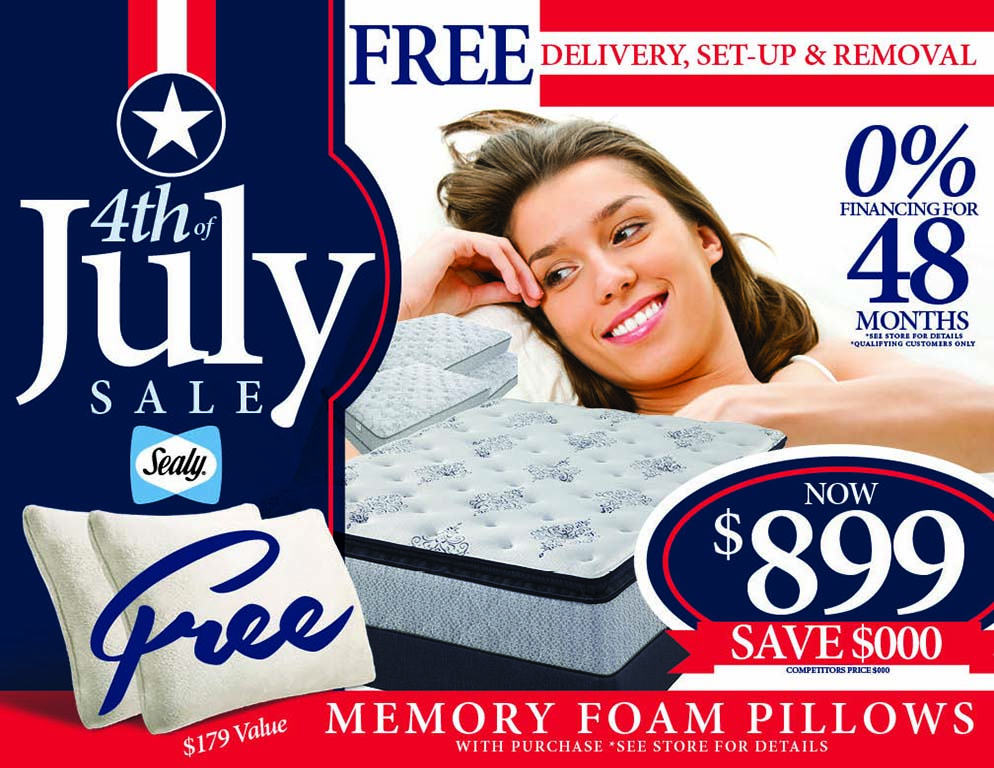 FREE DELIVERY, SET-UP & REMOVAL
4th of
July
SALE
Sealy.
0%
FINANCING FOR
48
MONTHS
*SEE STORE FOR DETAILS
*QUALIFYING CUSTOMERS ONLY
NOW
$899
SAVE $000
COMPETITORS PRICE $000
Free
$179 Value
MEMORY FOAM PILLOWS
WITH PURCHASE *SEE STORE FOR DETAILS